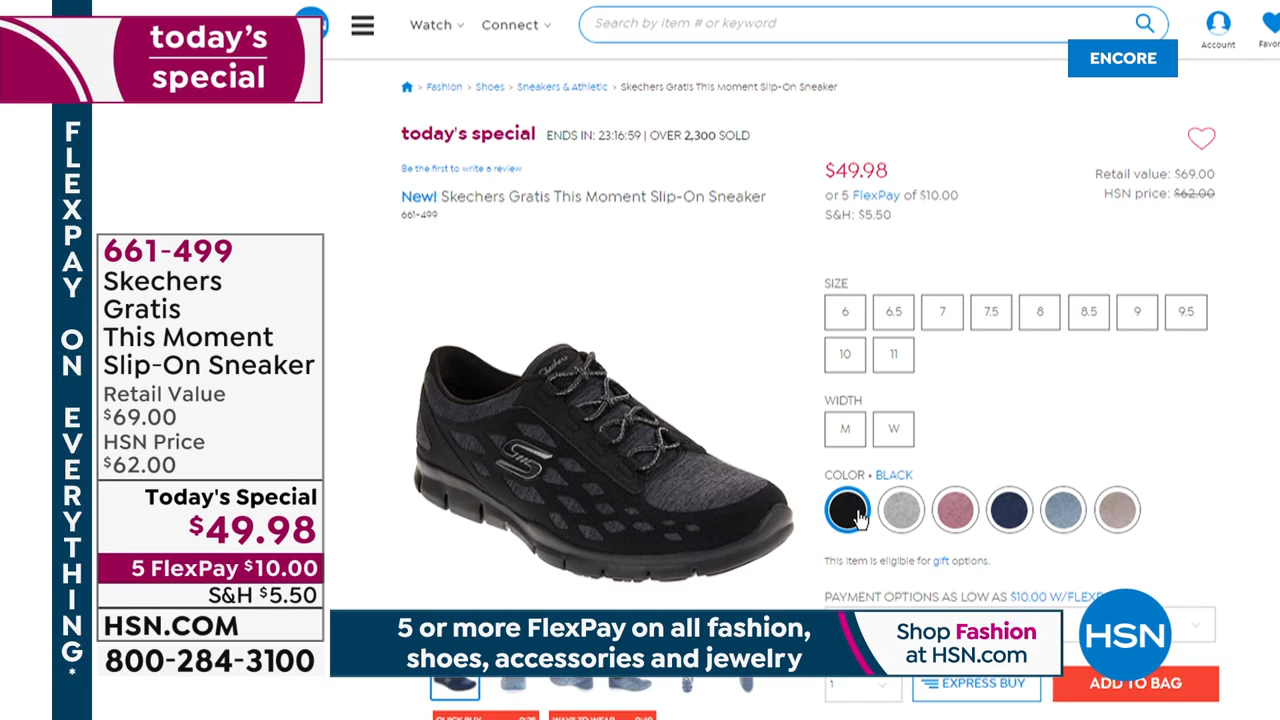 today's
special
FLEXPAY ON EVERYTHING*
661-499
Skechers
Gratis
This Moment
Slip-On Sneaker
Retail Value
$69.00
HSN Price
$62.00
Today's Special
$49.98
5 FlexPay $10.00
S&H $5.50
HSN.COM
800-284-3100
Watch
Connect
Search by item # or keyword
Account
ENCORE
> Fashion > Shoes > Sneakers & Athletic > Skechers Gratis This Moment Slip-On Sneaker
today's special ENDS IN: 23:16:59 | OVER 2,300 SOLD
Be the first to write a review
New! Skechers Gratis This Moment Slip-On Sneaker
661-499
$49.98
or 5 FlexPay of $10.00
S&H: $5.50
Retail value: $69.00
HSN price: $62.00
SIZE
6 6.5 7 7.5 8 8.5 9 9.5
10 11
WIDTH
M W
COLOR • BLACK
Skechers
This item is eligible for gift options.
PAYMENT OPTIONS AS LOW AS $10.00 W/FLEXP
5 or more FlexPay on all fashion,
shoes, accessories and jewelry
Shop Fashion
at HSN.com
HSN
1
EXPRESS BUY
ADD TO BAG